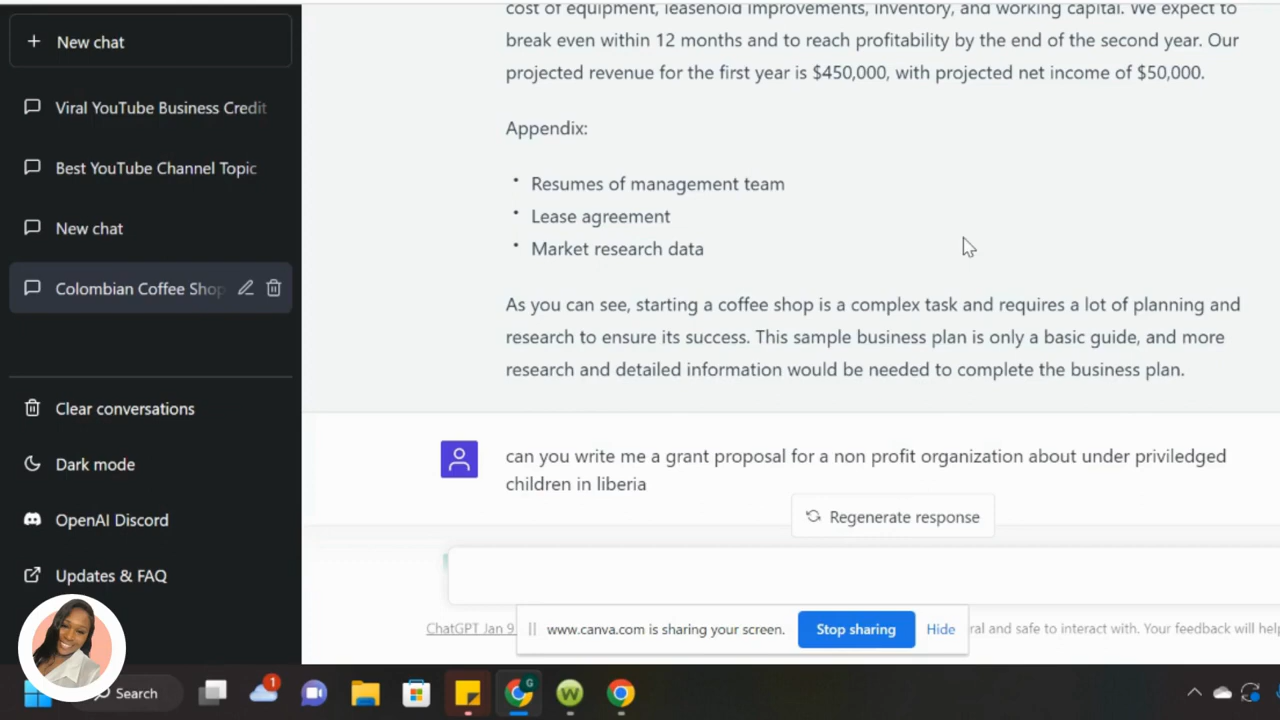 New chat
Viral YouTube Business Credit
Best YouTube Channel Topic
New chat
Colombian Coffee Shop
Clear conversations
Dark mode
OpenAI Discord
Updates & FAQ
cost of equipment, leasehold improvements, inventory, and working capital. We expect to
break even within 12 months and to reach profitability by the end of the second year. Our
projected revenue for the first year is $450,000, with projected net income of $50,000.
Appendix:
• Resumes of management team
• Lease agreement
• Market research data
As you can see, starting a coffee shop is a complex task and requires a lot of planning and
research to ensure its success. This sample business plan is only a basic guide, and more
research and detailed information would be needed to complete the business plan.
can you write me a grant proposal for a non profit organization about under priviledged
children in liberia
Regenerate response
ChatGPT Jan 9
www.canva.com is sharing your screen.
Stop sharing
Hide
ral and safe to interact with. Your feedback will help
Search
1
G
W